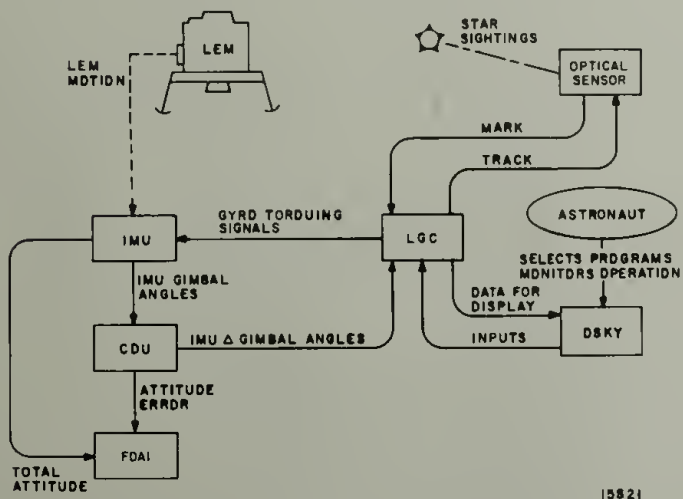 LEM
LEM
MOTION
STAR
SIGHTINGS
OPTICAL
SENSOR
MARK
TRACK
ASTRONAUT
GYRO TORQUING
SIGNALS
IMU
LGC
SELECTS PROGRAMS
MONITORS OPERATION
IMU GIMBAL
ANGLES
DATA FOR
DISPLAY
CDU
IMU Δ GIMBAL ANGLES
INPUTS
DSKY
ATTITUDE
ERROR
FDAI
TOTAL
ATTITUDE
15821